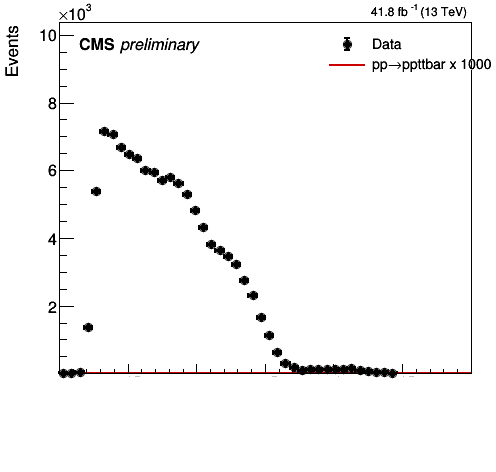 ×10³
41.8 fb⁻¹ (13 TeV)
Events
10
CMS preliminary
Data
pp→ppttbar x 1000
8
6
4
2